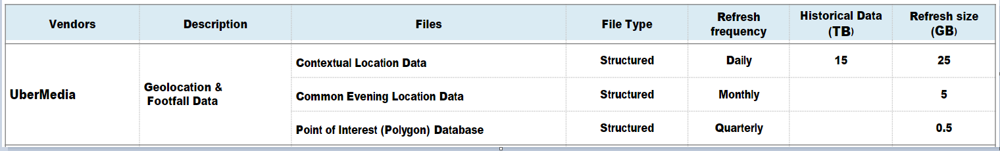 Vendors Description Files File Type Refresh frequency Historical Data (TB) Refresh size (GB)
Contextual Location Data Structured Daily 15 25
UberMedia Geolocation & Footfall Data Common Evening Location Data Structured Monthly 5
Point of Interest (Polygon) Database Structured Quarterly 0.5